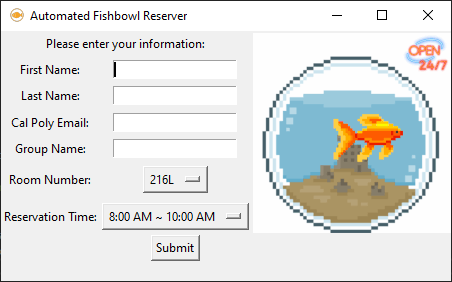 Automated Fishbowl Reserver
Please enter your information:
First Name:
Last Name:
Cal Poly Email:
Group Name:
Room Number: 216L
Reservation Time: 8:00 AM ~ 10:00 AM
Submit
OPEN
24/7